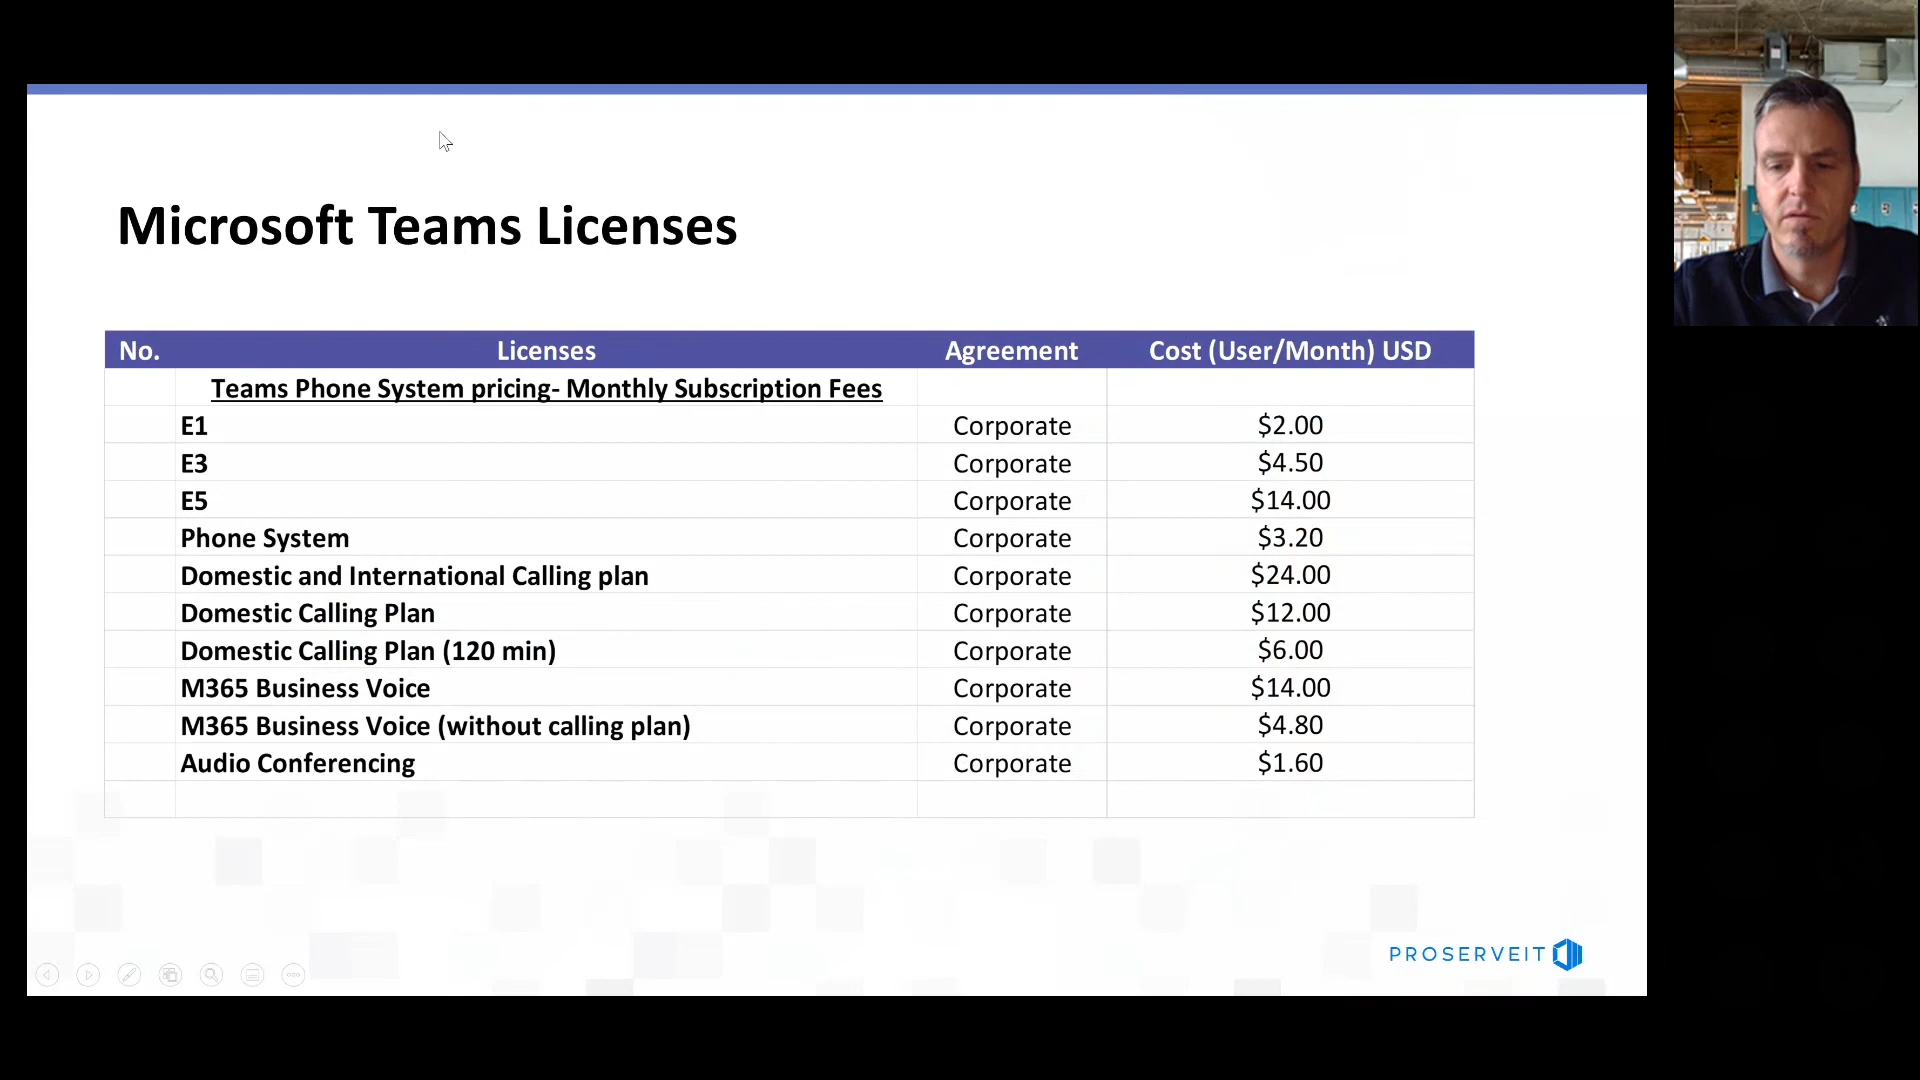 Microsoft Teams Licenses
No. Licenses Agreement Cost (User/Month) USD
Teams Phone System pricing- Monthly Subscription Fees
E1 Corporate $2.00
E3 Corporate $4.50
E5 Corporate $14.00
Phone System Corporate $3.20
Domestic and International Calling plan Corporate $24.00
Domestic Calling Plan Corporate $12.00
Domestic Calling Plan (120 min) Corporate $6.00
M365 Business Voice Corporate $14.00
M365 Business Voice (without calling plan) Corporate $4.80
Audio Conferencing Corporate $1.60
PROSERVEIT